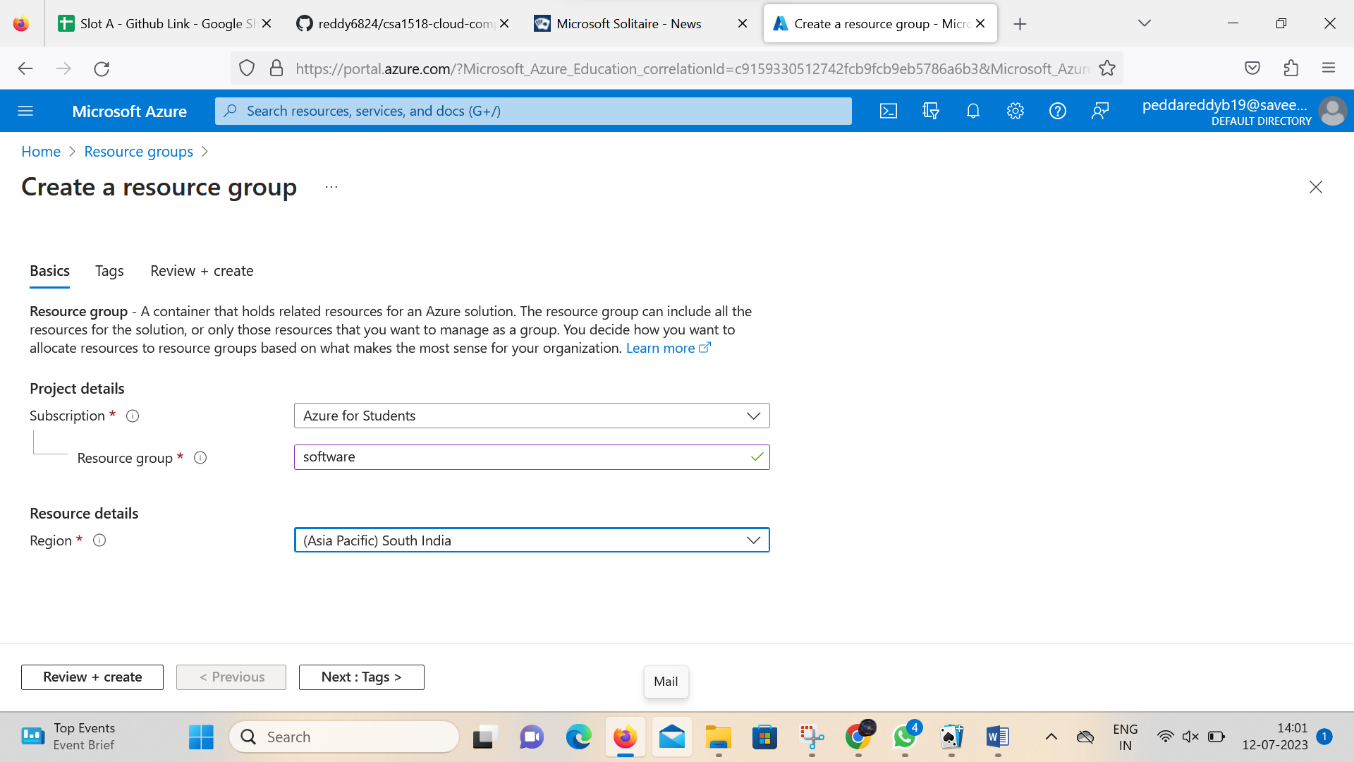 Slot A - Github Link - Google Sh
reddy6824/csa1518-cloud-com
Microsoft Solitaire - News
Create a resource group - Micro
https://portal.azure.com/?Microsoft_Azure_Education_correlationId=c9159330512742fcb9fcb9eb5786a6b3&Microsoft_Azure
Microsoft Azure
Search resources, services, and docs (G+/)
peddareddyb19@savee...
DEFAULT DIRECTORY
Home > Resource groups >
Create a resource group ...
Basics Tags Review + create
Resource group - A container that holds related resources for an Azure solution. The resource group can include all the
resources for the solution, or only those resources that you want to manage as a group. You decide how you want to
allocate resources to resource groups based on what makes the most sense for your organization. Learn more
Project details
Subscription * Azure for Students
Resource group * software
Resource details
Region * (Asia Pacific) South India
Review + create < Previous Next : Tags >
Mail
Top Events
Event Brief
Search
4
ENG
IN
14:01
12-07-2023
1